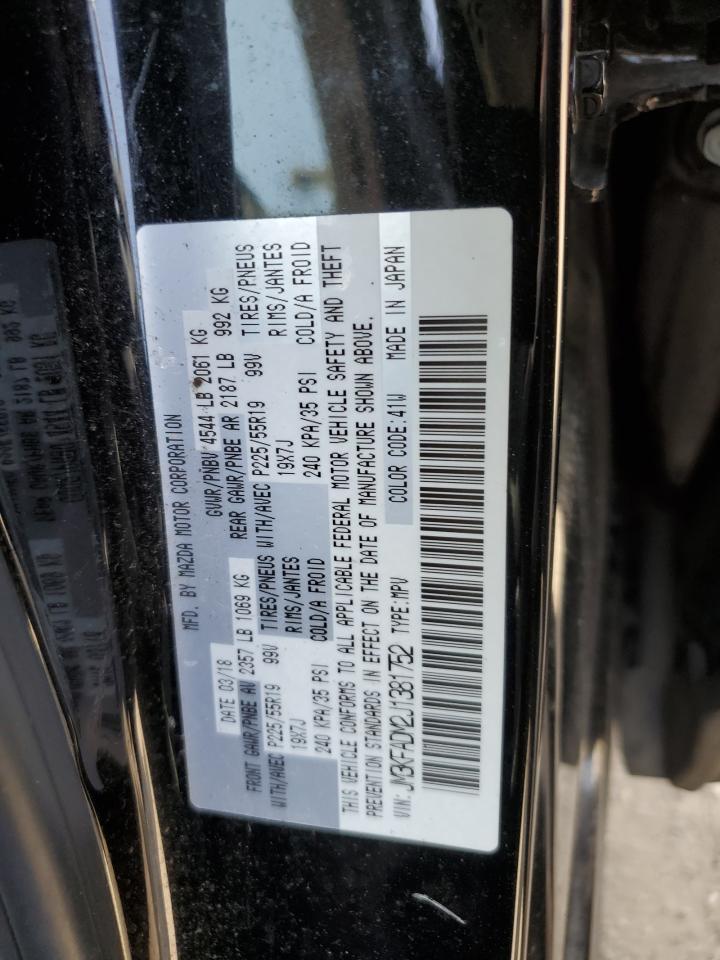 MFD. BY MAZDA MOTOR CORPORATION
DATE 03/18 GVWR/PNBV 4544 LB 2061 KG
FRONT GAWR/PNBE AV 2357 LB 1069 KG REAR GAWR/PNBE AR 2187 LB 992 KG
WITH/AVEC P225/55R19 99V TIRES/PNEUS WITH/AVEC P225/55R19 99V TIRES/PNEUS
19X7J RIMS/JANTES 19X7J RIMS/JANTES
240 KPA/35 PSI COLD/A FROID 240 KPA/35 PSI COLD/A FROID
THIS VEHICLE CONFORMS TO ALL APPLICABLE FEDERAL MOTOR VEHICLE SAFETY AND THEFT
PREVENTION STANDARDS IN EFFECT ON THE DATE OF MANUFACTURE SHOWN ABOVE.
VIN: JM3KFADM2J1381752 TYPE:MPV COLOR CODE:41W MADE IN JAPAN